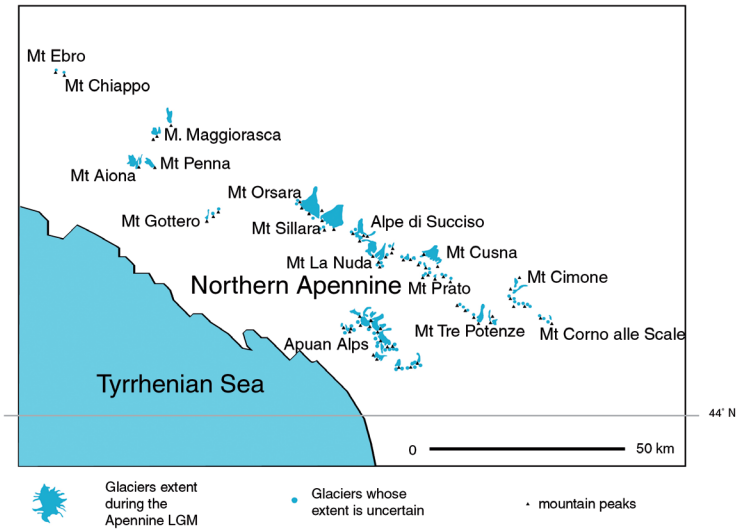 Mt Ebro
Mt Chiappo
M. Maggiorasca
Mt Penna
Mt Aiona
Mt Orsara
Mt Gottero
Mt Sillara
Alpe di Succiso
Mt La Nuda
Mt Cusna
Northern Apennine
Mt Prato
Mt Cimone
Mt Tre Potenze
Mt Corno alle Scale
Apuan Alps
Tyrrhenian Sea
44° N
0
50 km
Glaciers extent
during the
Apennine LGM
Glaciers whose
extent is uncertain
mountain peaks